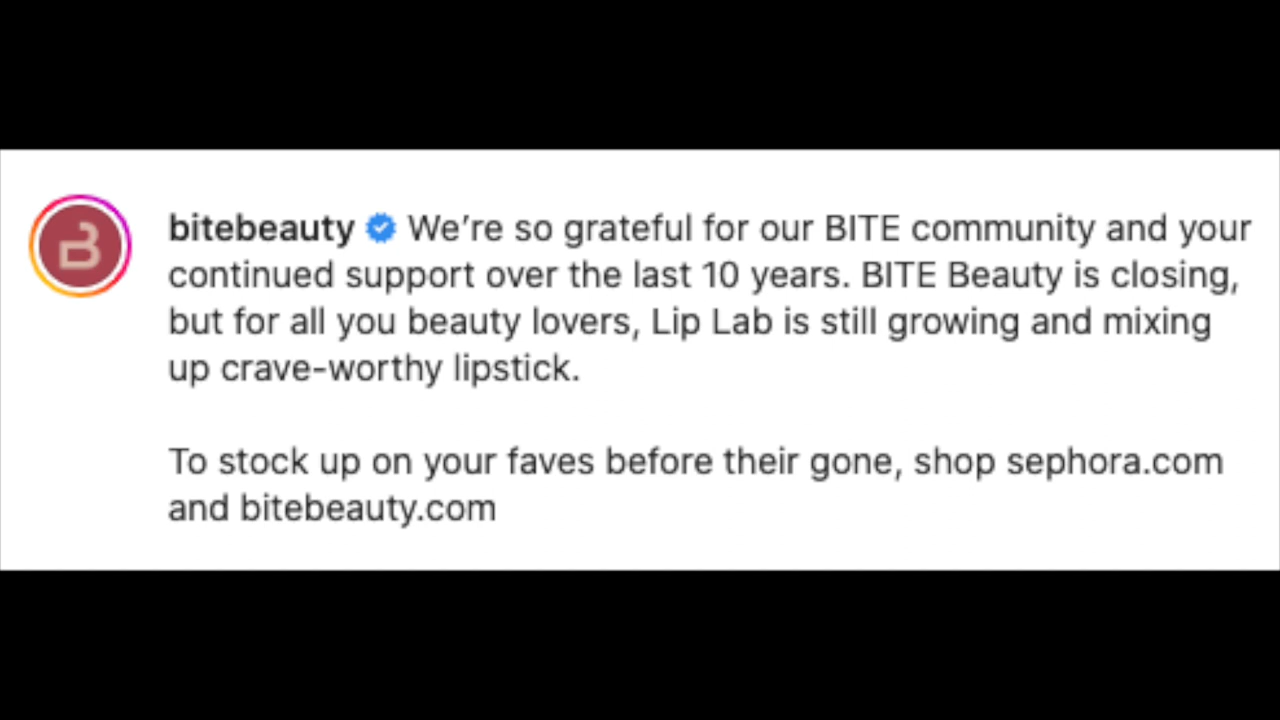 bitebeauty We’re so grateful for our BITE community and your
continued support over the last 10 years. BITE Beauty is closing,
but for all you beauty lovers, Lip Lab is still growing and mixing
up crave-worthy lipstick.
To stock up on your faves before their gone, shop sephora.com
and bitebeauty.com